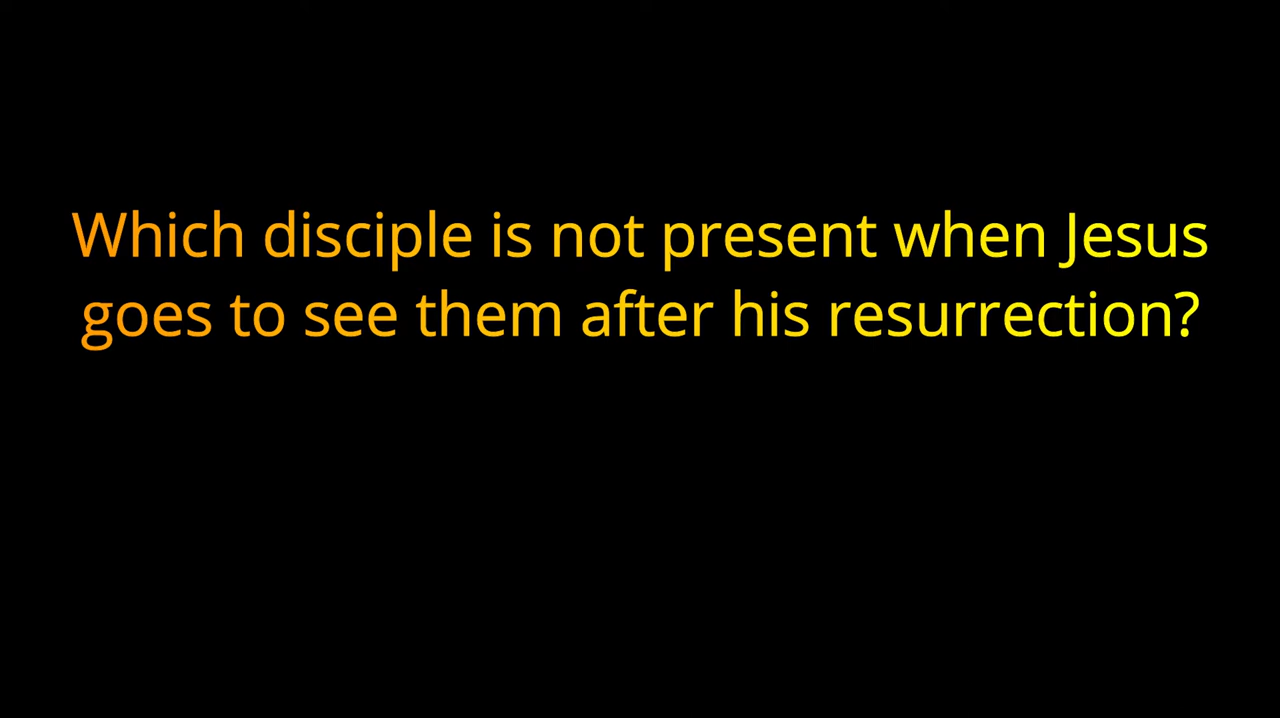 Which disciple is not present when Jesus
goes to see them after his resurrection?